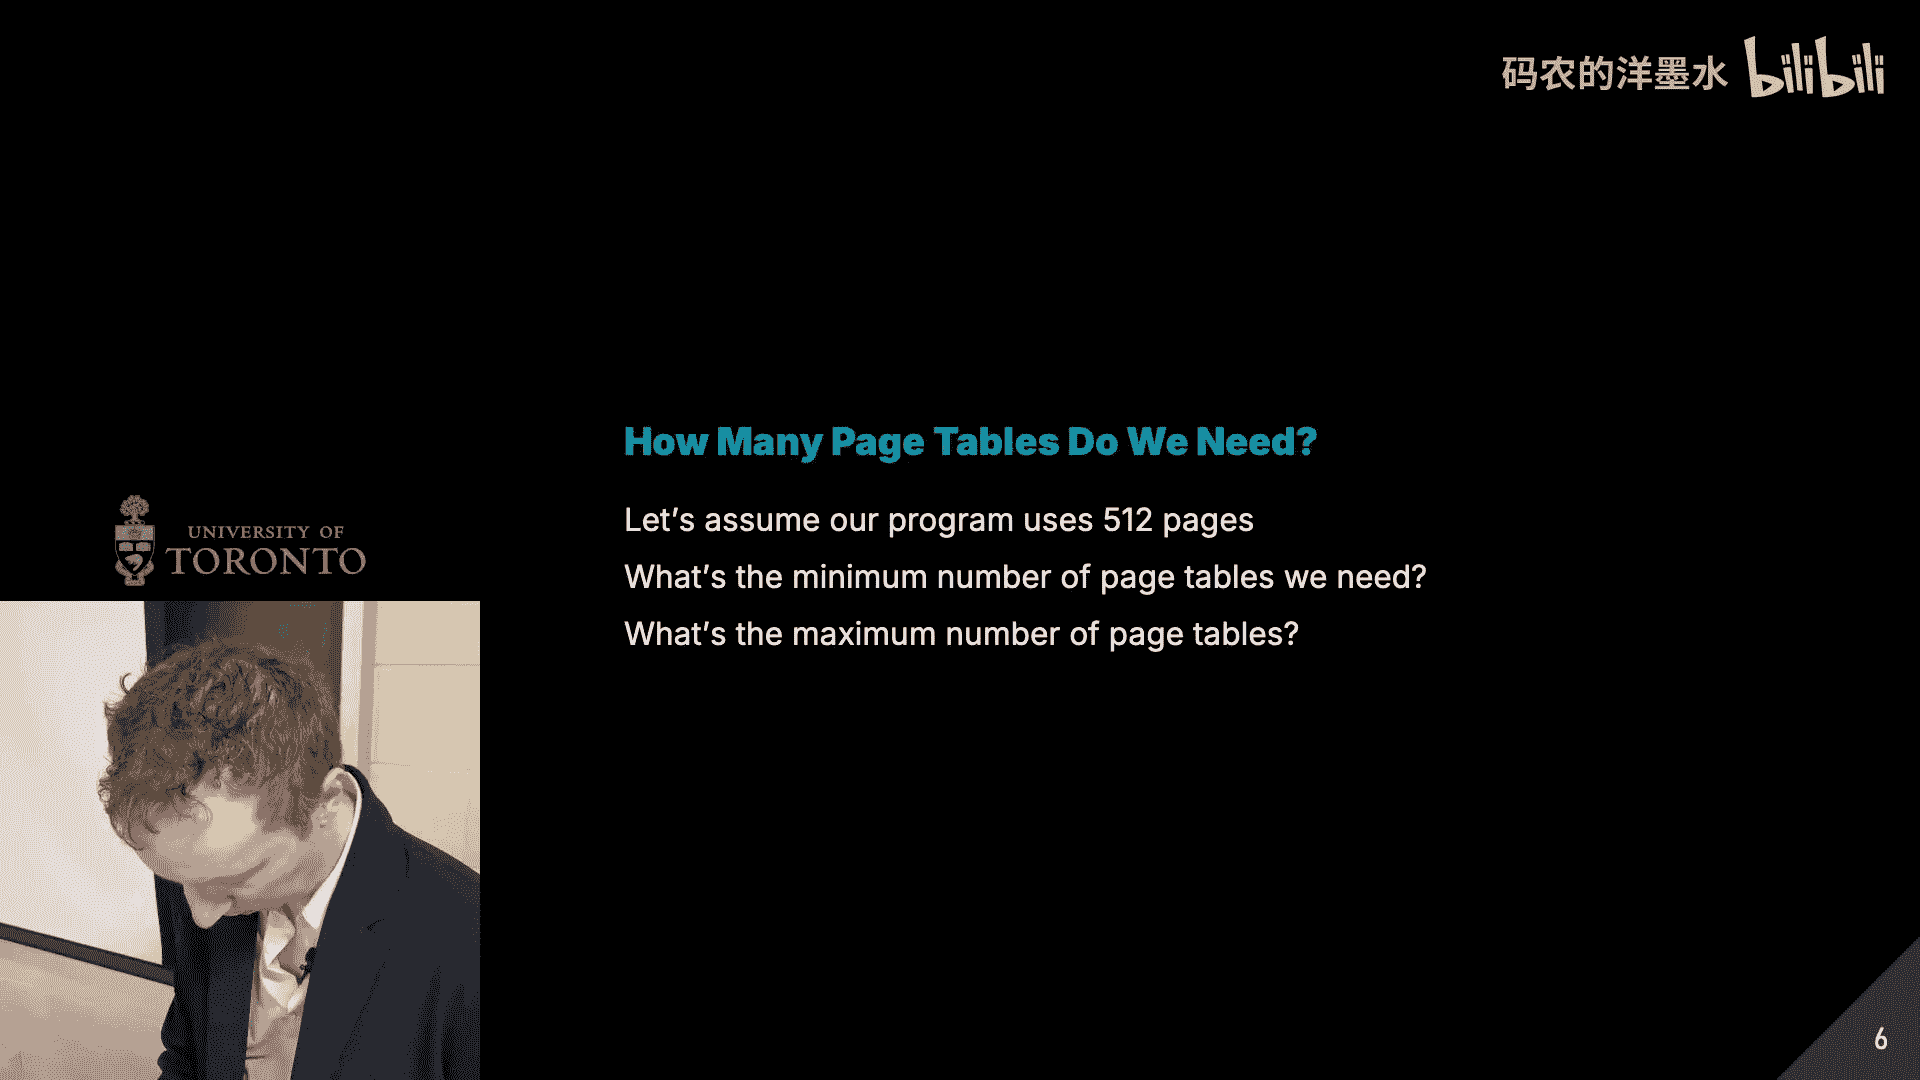 码农的洋墨水 bilibili
How Many Page Tables Do We Need?
Let's assume our program uses 512 pages
What's the minimum number of page tables we need?
What's the maximum number of page tables?
UNIVERSITY OF
TORONTO
6